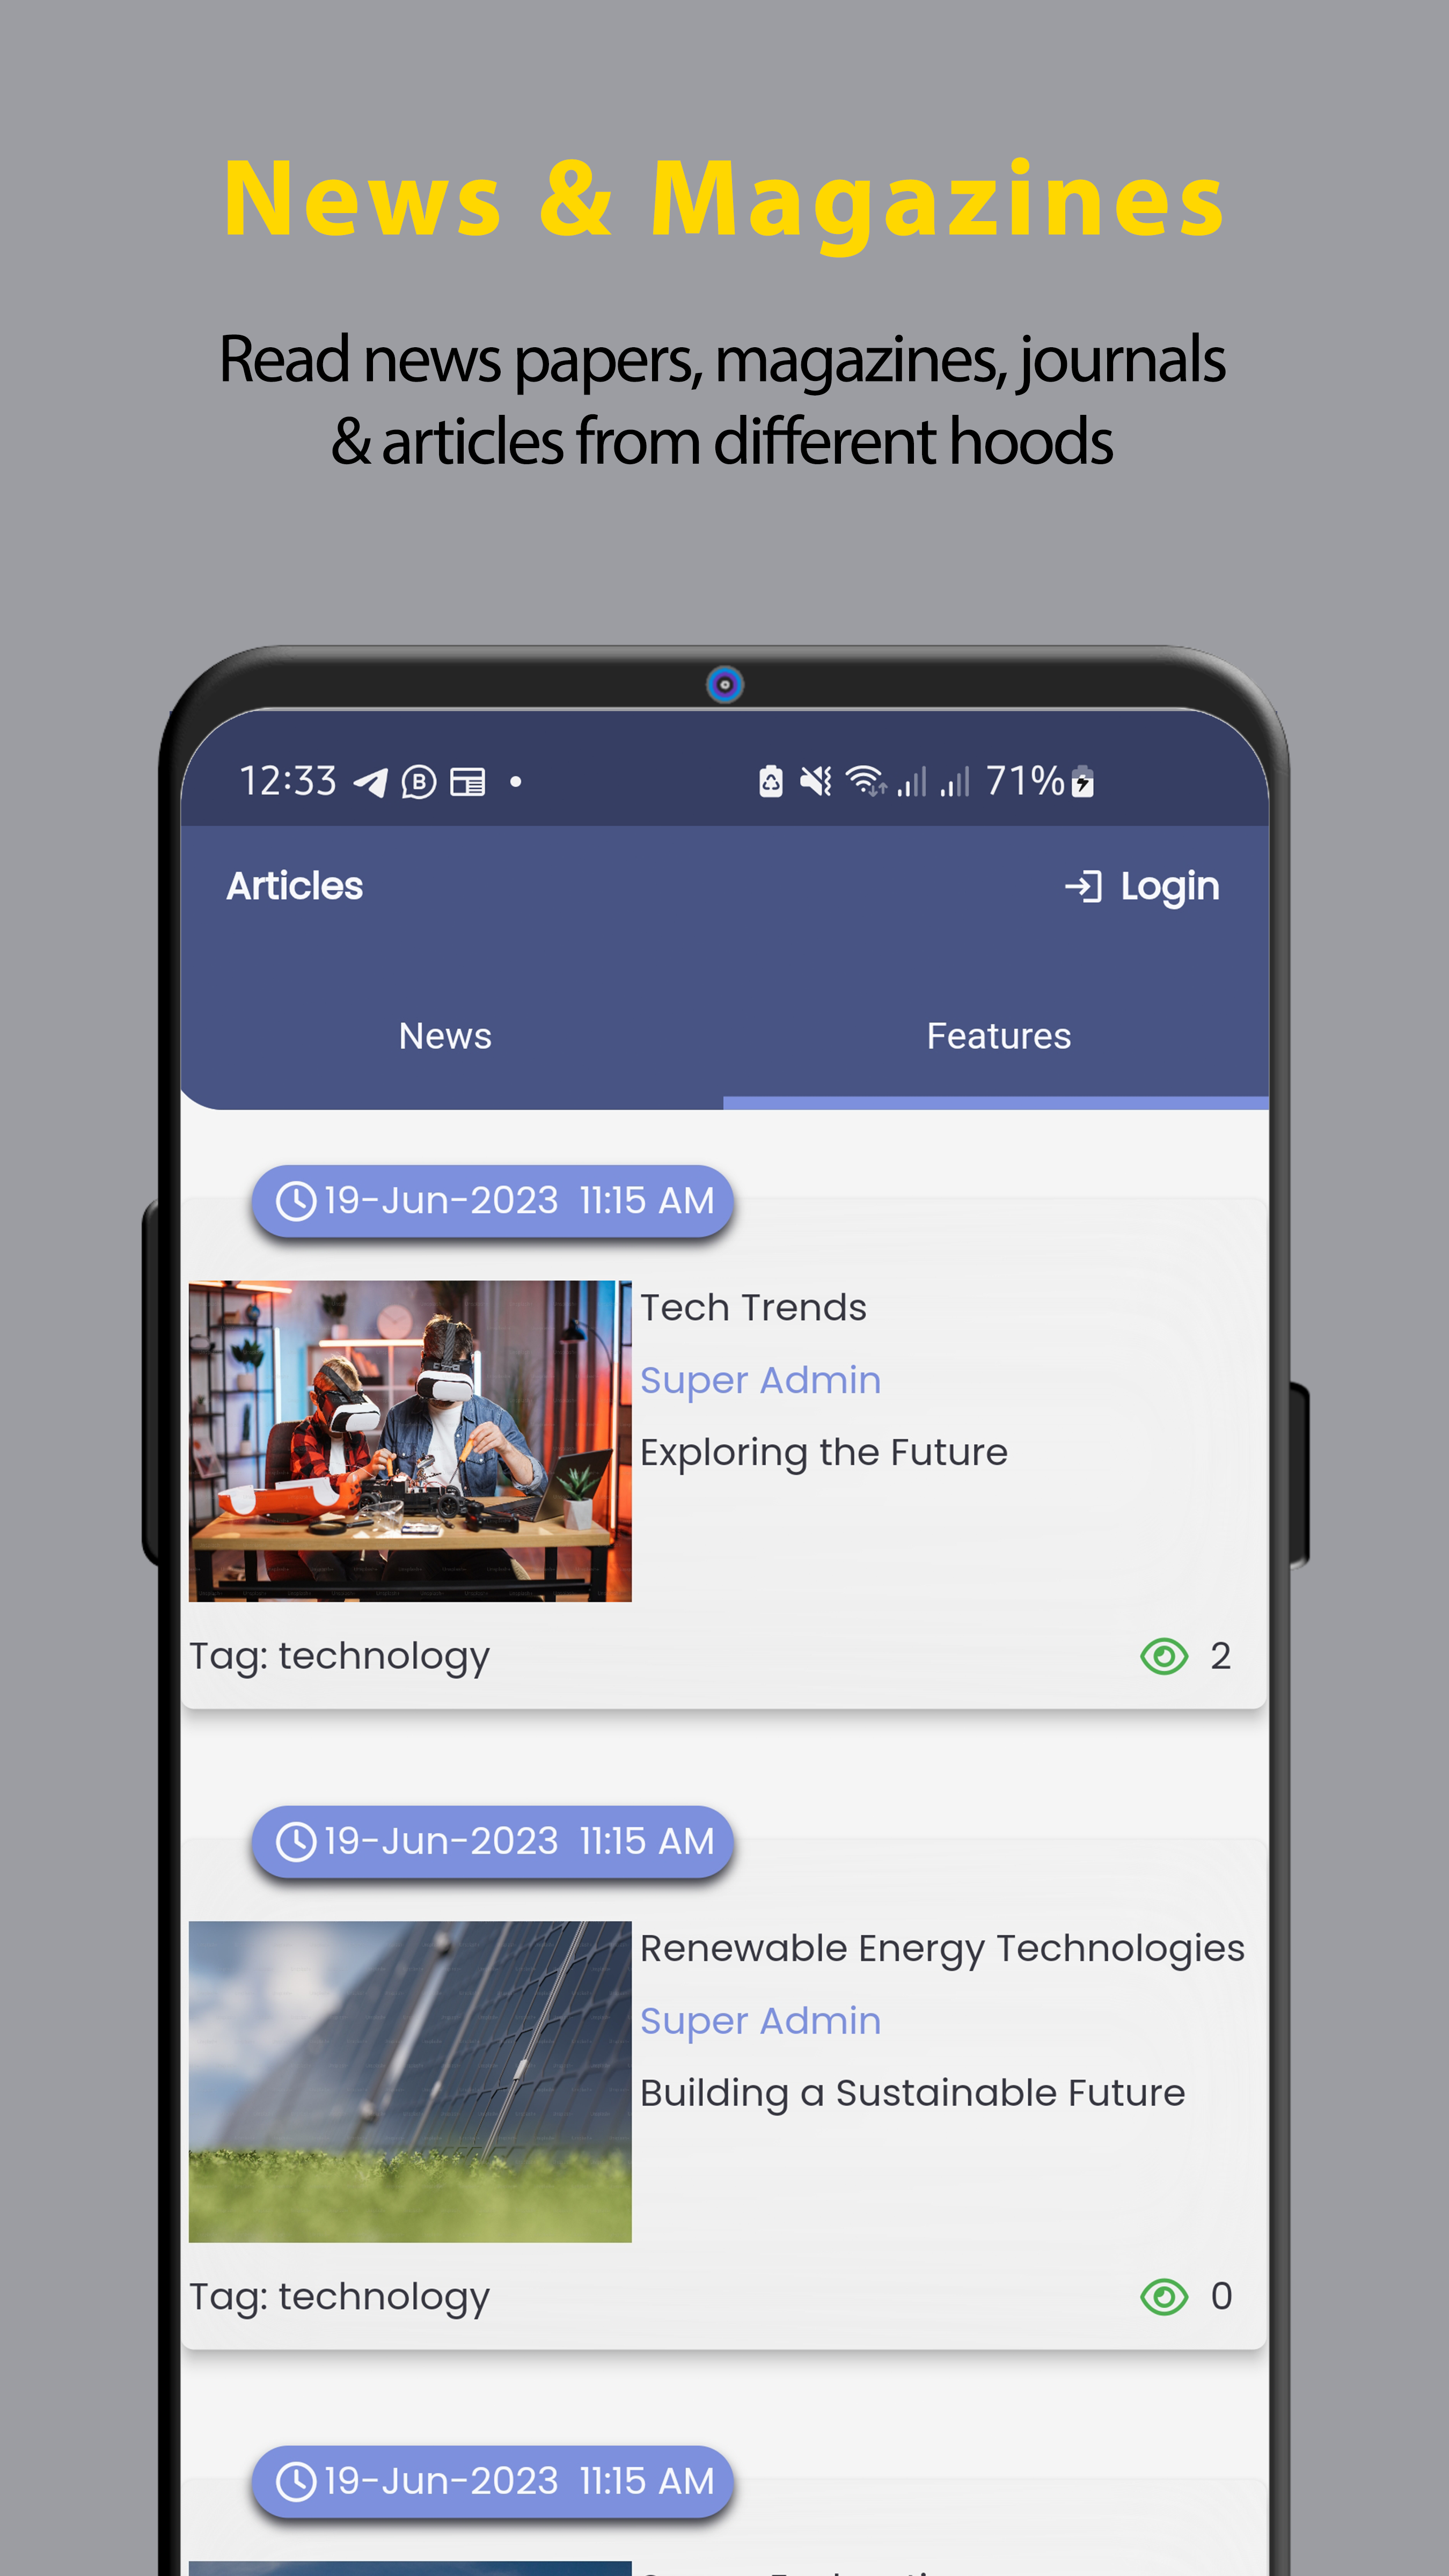 News & Magazines
Read news papers, magazines, journals
& articles from different hoods
12:33 71%
Articles Login
News Features
19-Jun-2023 11:15 AM
Tech Trends
Super Admin
Exploring the Future
Tag: technology 2
19-Jun-2023 11:15 AM
Renewable Energy Technologies
Super Admin
Building a Sustainable Future
Tag: technology 0
19-Jun-2023 11:15 AM